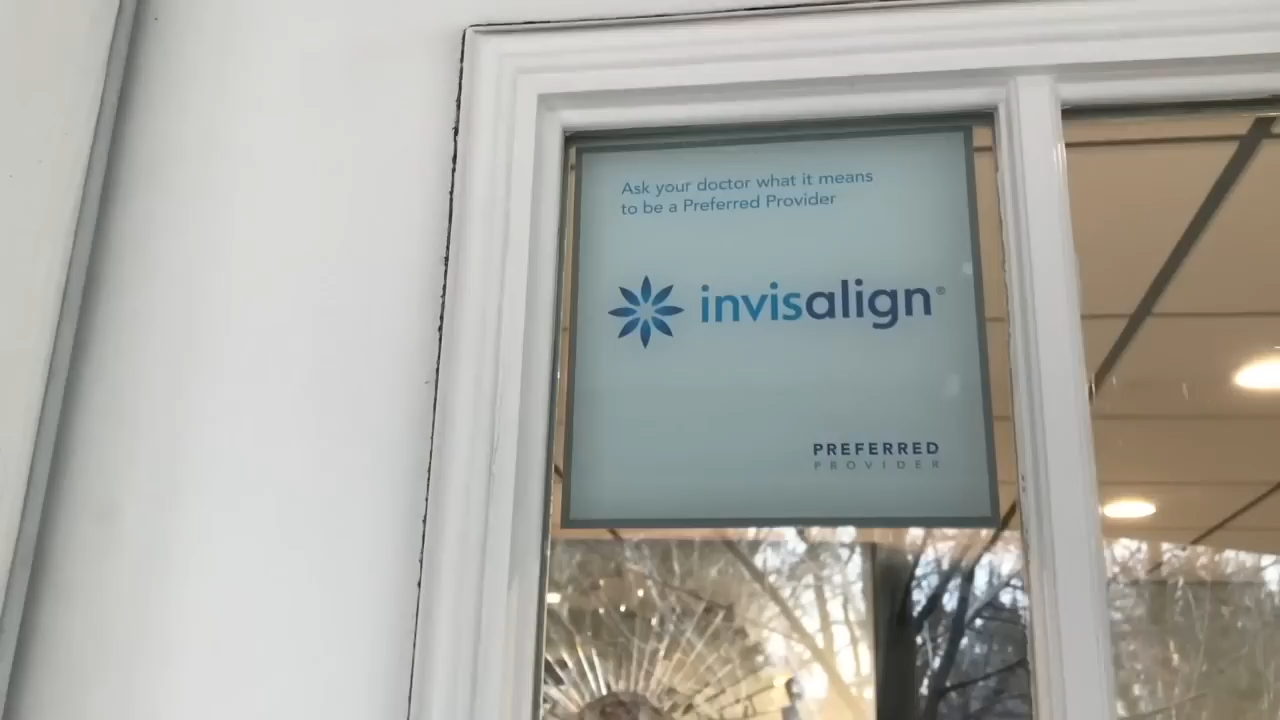 Ask your doctor what it means
to be a Preferred Provider
invisalign®
PREFERRED
PROVIDER